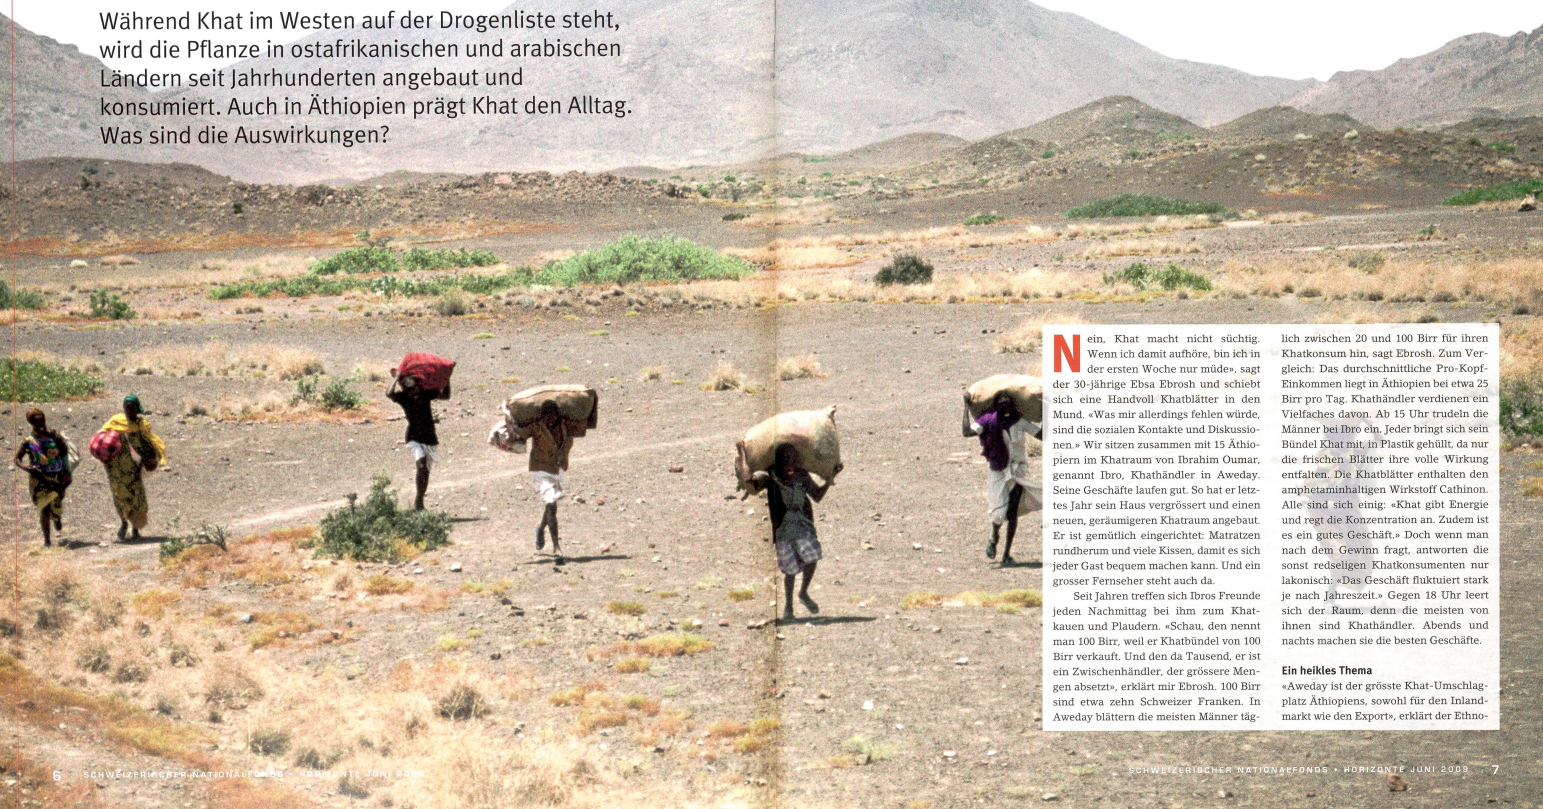 Während Khat im Westen auf der Drogenliste steht,
wird die Pflanze in ostafrikanischen und arabischen
Ländern seit Jahrhunderten angebaut und
konsumiert. Auch in Äthiopien prägt Khat den Alltag.
Was sind die Auswirkungen?
Nein, Khat macht nicht süchtig.
Wenn ich damit aufhöre, bin ich in
der ersten Woche nur müde», sagt
der 30-jährige Ebsa Ebrosh und schiebt
sich eine Handvoll Khatblätter in den
Mund. «Was mir allerdings fehlen würde,
sind die sozialen Kontakte und Diskussio-
nen.» Wir sitzen zusammen mit 15 Äthio-
piern im Khatraum von Ibrahim Oumar,
genannt Ibro, Khathändler in Aweday.
Seine Geschäfte laufen gut. So hat er letz-
tes Jahr sein Haus vergrössert und einen
neuen, geräumigeren Khatraum angebaut.
Er ist gemütlich eingerichtet: Matratzen
rundherum und viele Kissen, damit es sich
jeder Gast bequem machen kann. Und ein
grosser Fernseher steht auch da.
Seit Jahren treffen sich Ibros Freunde
jeden Nachmittag bei ihm zum Khat-
kauen und Plaudern. «Schau, den nennt
man 100 Birr, weil er Khatbündel von 100
Birr verkauft. Und den da Tausend, er ist
ein Zwischenhändler, der grössere Men-
gen absetzt», erklärt mir Ebrosh. 100 Birr
sind etwa zehn Schweizer Franken. In
Aweday blättern die meisten Männer täg-
lich zwischen 20 und 100 Birr für ihren
Khatkonsum hin, sagt Ebrosh. Zum Ver-
gleich: Das durchschnittliche Pro-Kopf-
Einkommen liegt in Äthiopien bei etwa 25
Birr pro Tag. Khathändler verdienen ein
Vielfaches davon. Ab 15 Uhr trudeln die
Männer bei Ibro ein. Jeder bringt sich sein
Bündel Khat mit, in Plastik gehüllt, da nur
die frischen Blätter ihre volle Wirkung
entfalten. Die Khatblätter enthalten den
amphetaminhaltigen Wirkstoff Cathinon.
Alle sind sich einig: «Khat gibt Energie
und regt die Konzentration an. Zudem ist
es ein gutes Geschäft.» Doch wenn man
nach dem Gewinn fragt, antworten die
sonst redseligen Khatkonsumenten nur
lakonisch: «Das Geschäft fluktuiert stark
je nach Jahreszeit.» Gegen 18 Uhr leert
sich der Raum, denn die meisten von
ihnen sind Khathändler. Abends und
nachts machen sie die besten Geschäfte.
Ein heikles Thema
«Aweday ist der grösste Khat-Umschlag-
platz Äthiopiens, sowohl für den Inland-
markt wie den Export», erklärt der Ethno-
6 SCHWEIZERISCHER NATIONALFONDS • HORIZONTE JUNI 2009
SCHWEIZERISCHER NATIONALFONDS • HORIZONTE JUNI 2009 7